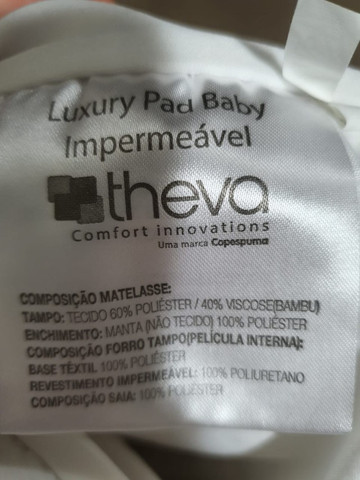 Luxury Pad Baby
Impermeável
theva
Comfort innovations
Uma marca Copespuma
COMPOSIÇÃO MATELASSE:
TAMPO: TECIDO 60% POLIÉSTER / 40% VISCOSE(BAMBU)
ENCHIMENTO: MANTA (NÃO TECIDO) 100% POLIÉSTER
COMPOSIÇÃO FORRO TAMPO(PELÍCULA INTERNA):
BASE TÊXTIL 100% POLIÉSTER
REVESTIMENTO IMPERMEÁVEL: 100% POLIURETANO
COMPOSIÇÃO SAIA: 100% POLIÉSTER